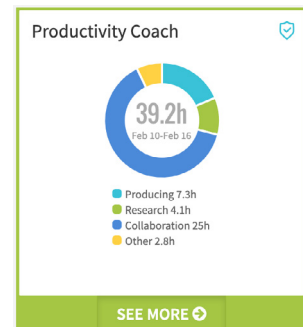 Productivity Coach
39.2h
Feb 10-Feb 16
Producing 7.3h
Research 4.1h
Collaboration 25h
Other 2.8h
SEE MORE